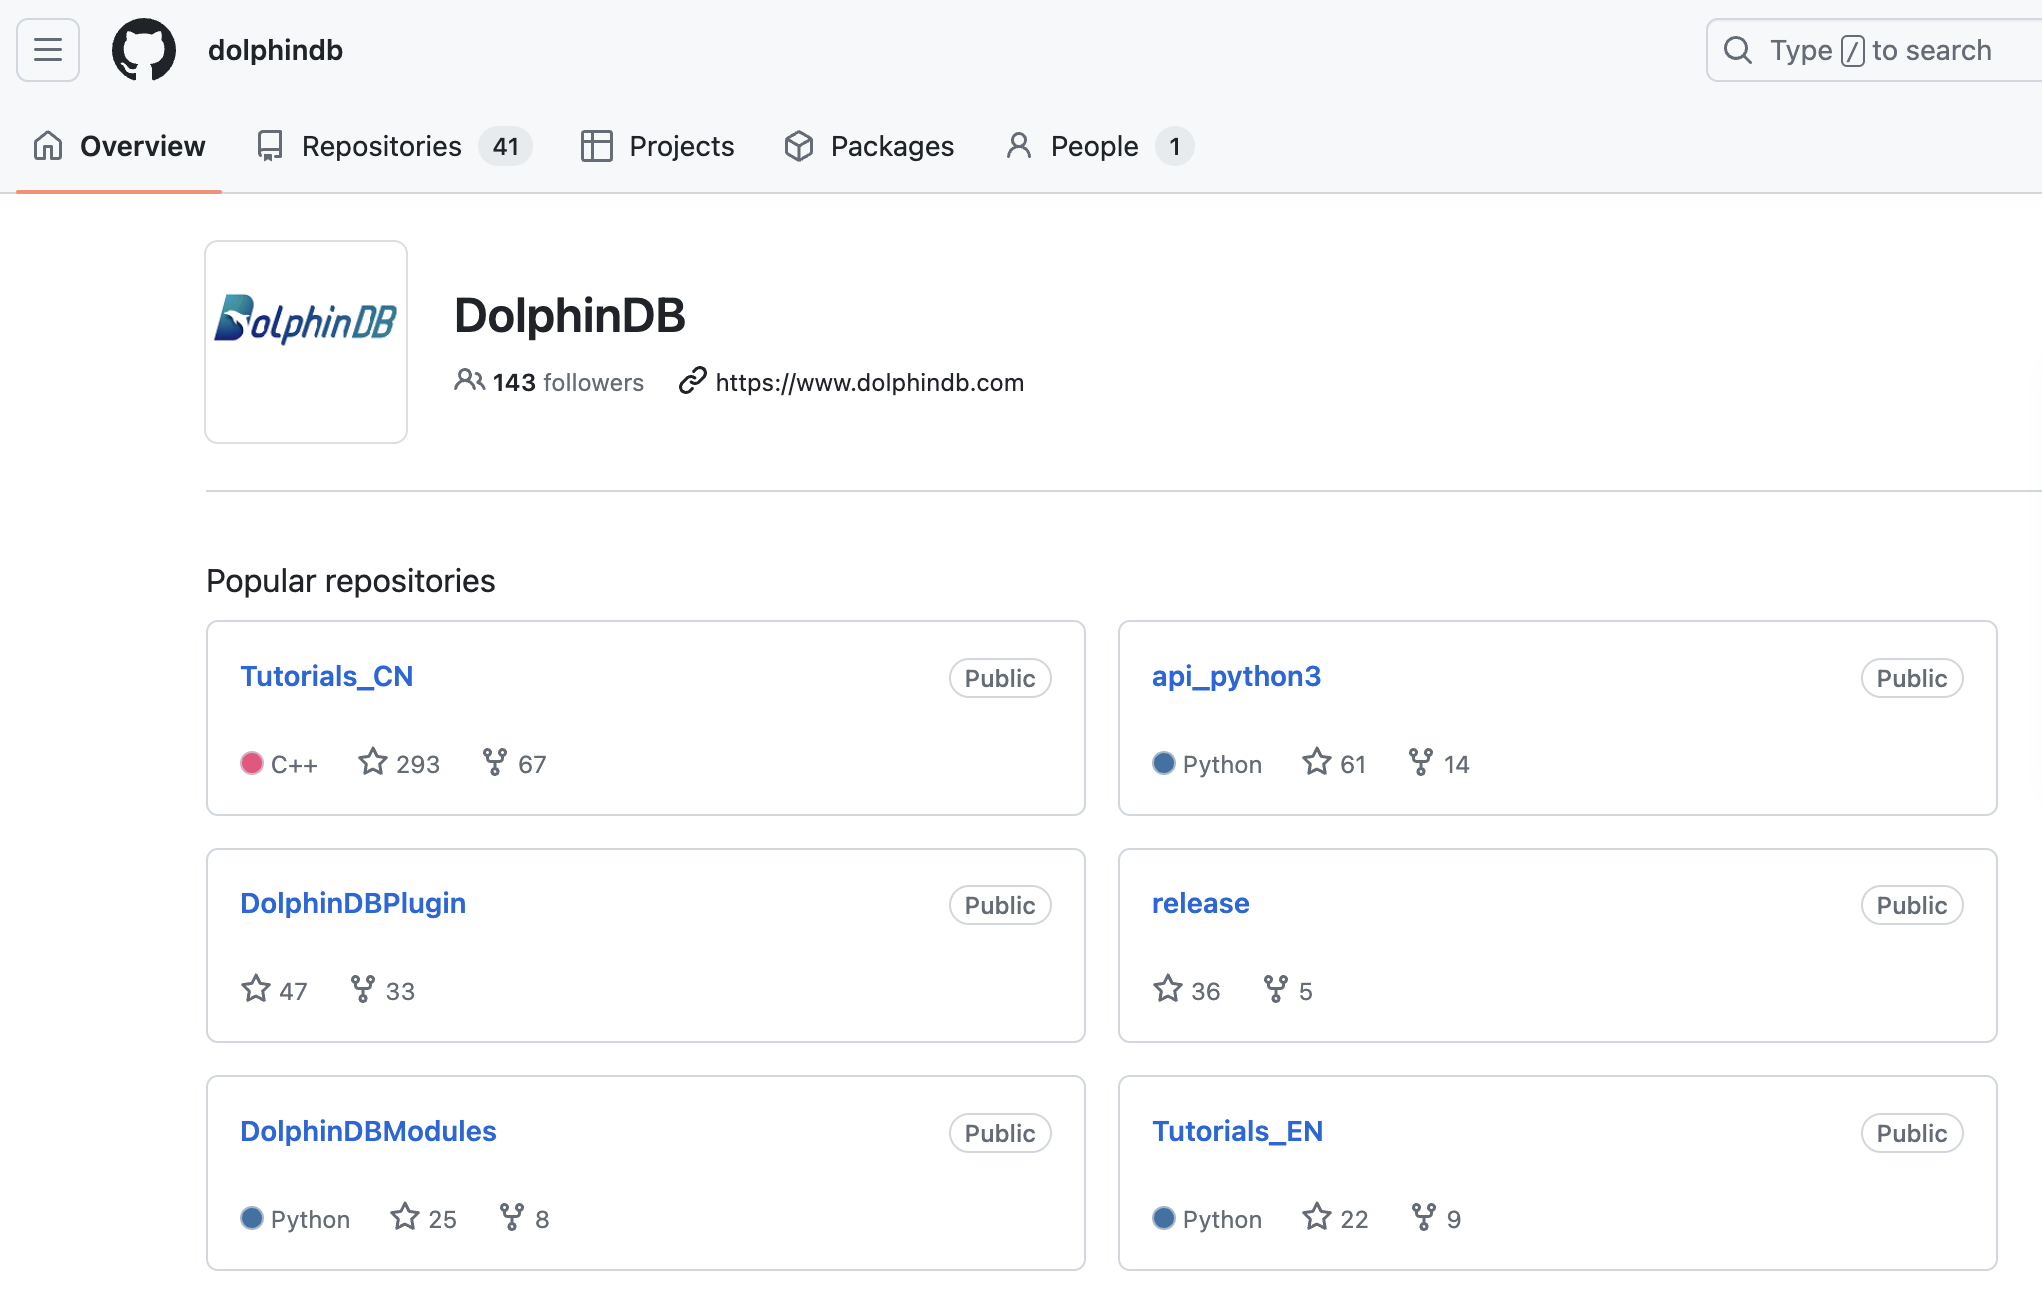 dolphindb
Type / to search
Overview
Repositories 41
Projects
Packages
People 1
DolphinDB
DolphinDB
143 followers
https://www.dolphindb.com
Popular repositories
Tutorials_CN
Public
C++ 293 67
api_python3
Public
Python 61 14
DolphinDBPlugin
Public
47 33
release
Public
36 5
DolphinDBModules
Public
Python 25 8
Tutorials_EN
Public
Python 22 9